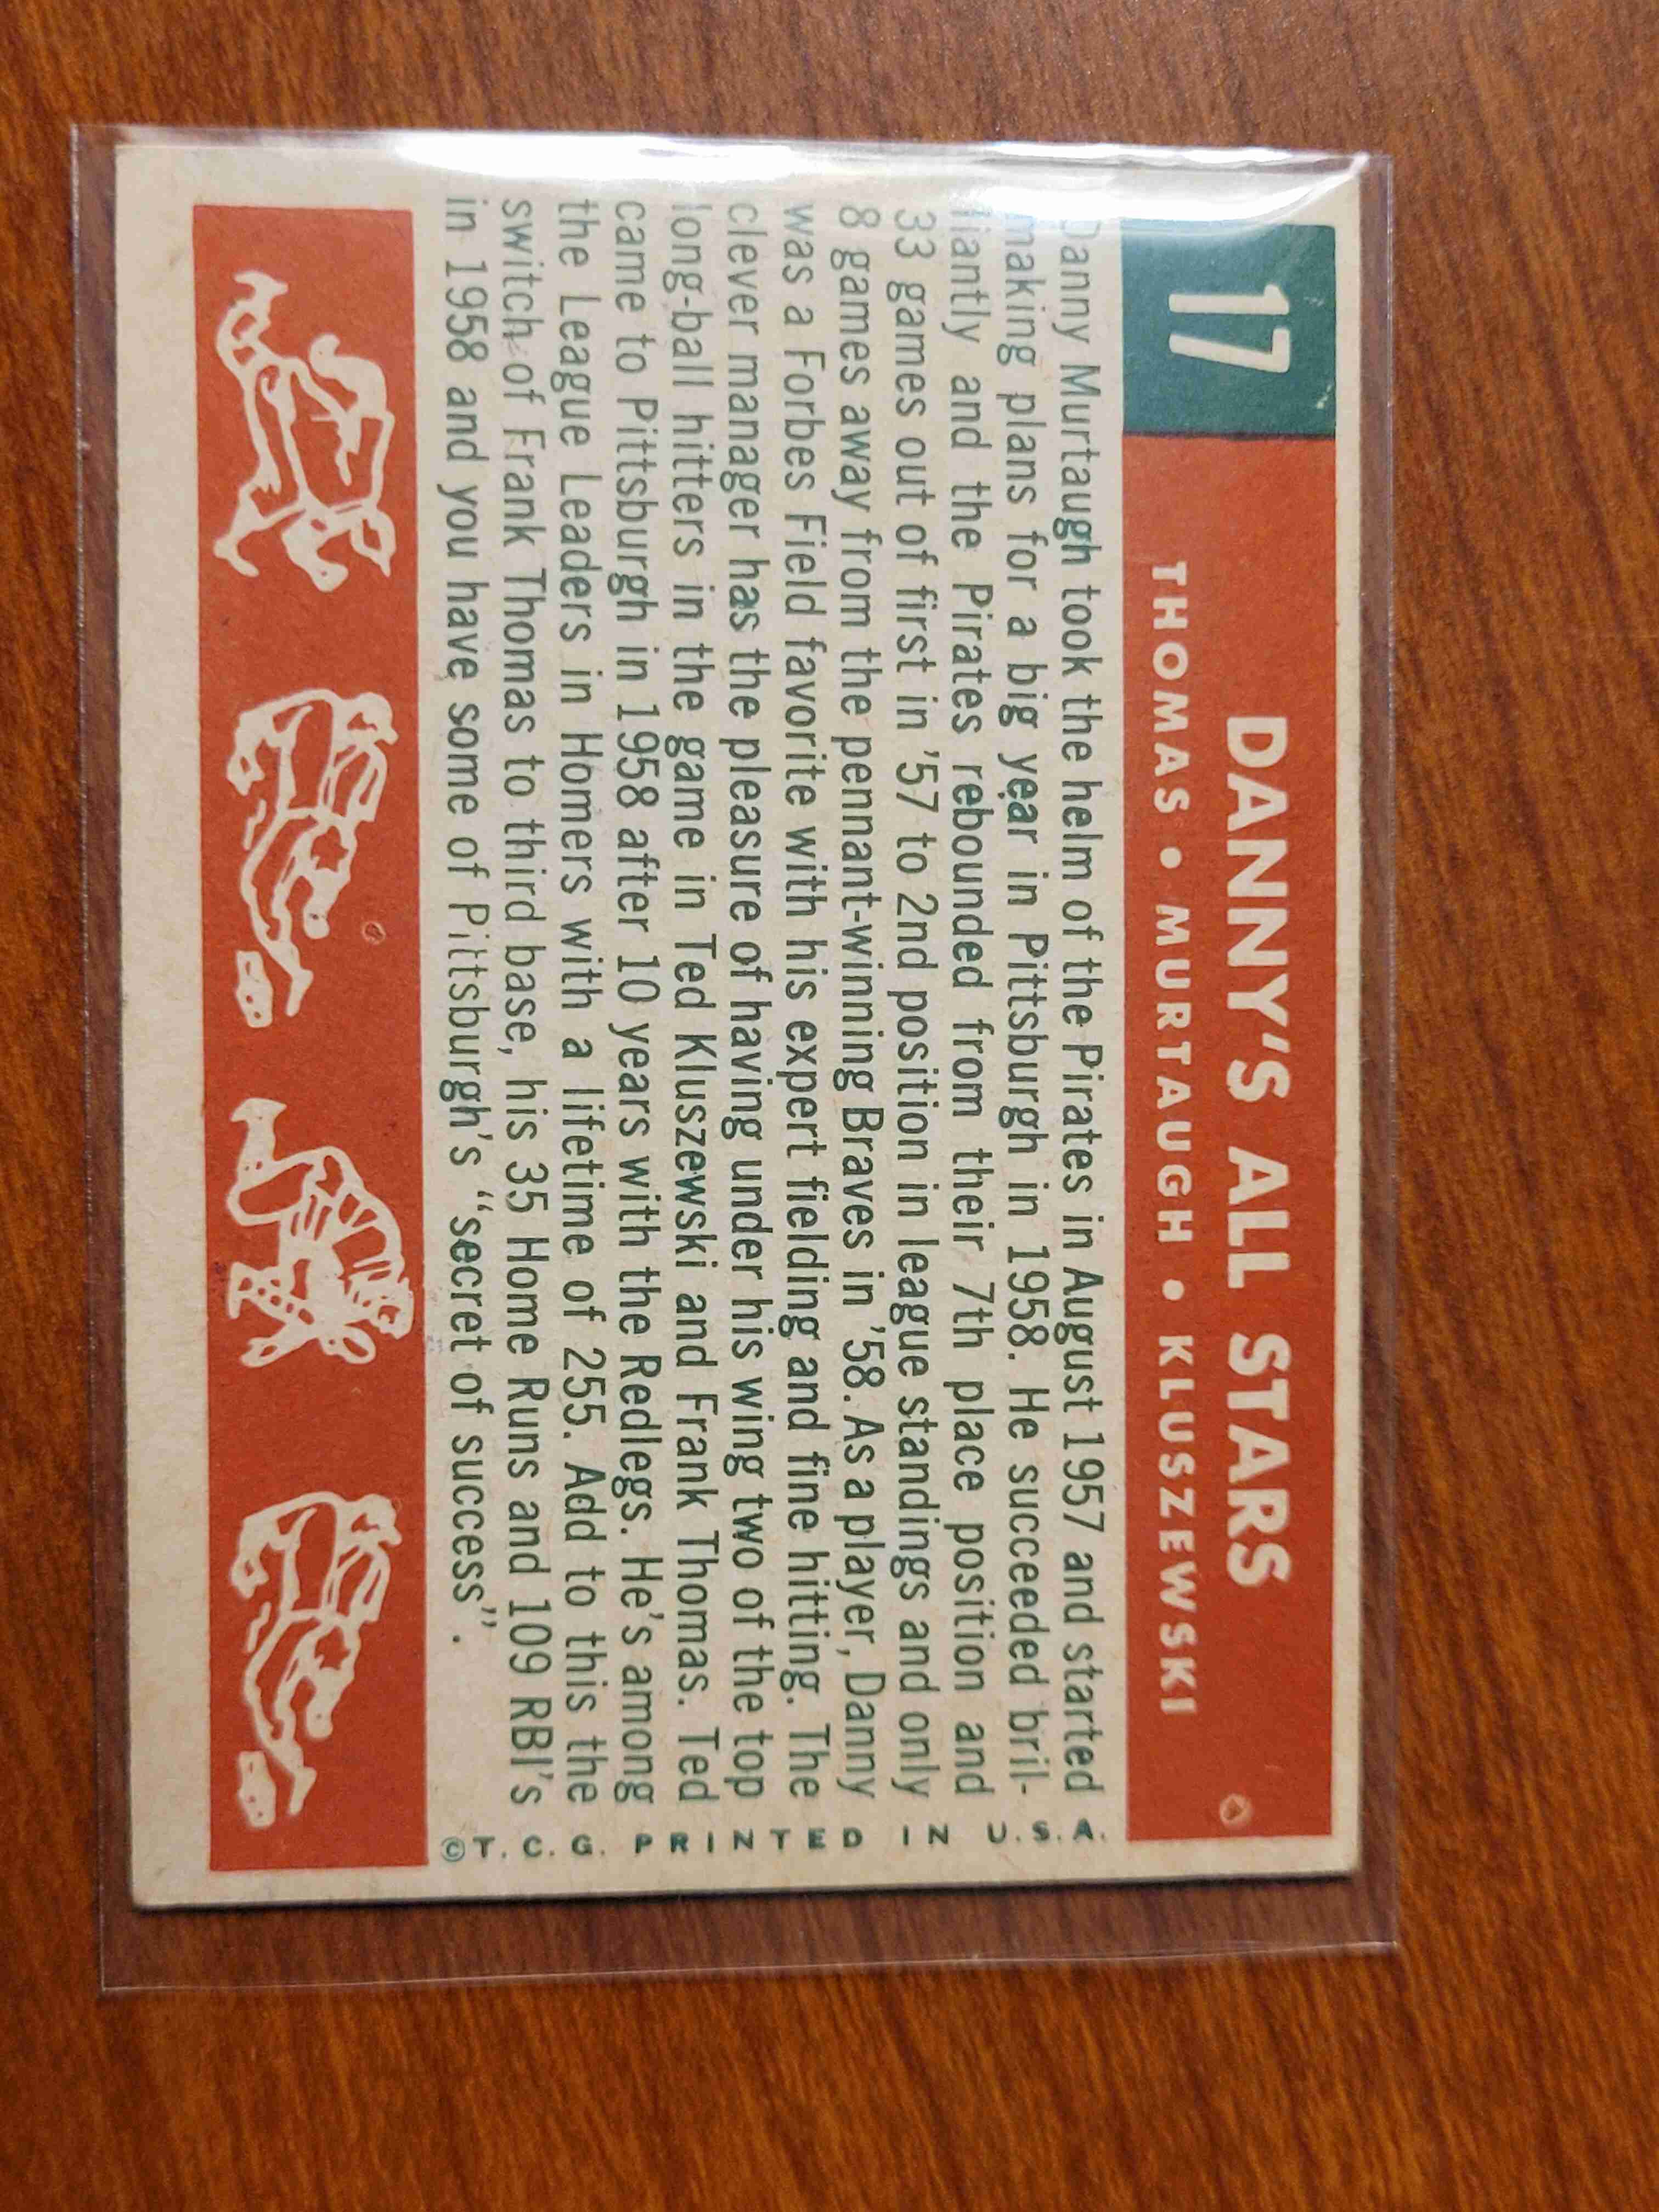 17
DANNY'S ALL STARS
THOMAS • MURTAUGH • KLUSZEWSKI
Danny Murtaugh took the helm of the Pirates in August 1957 and started
making plans for a big year in Pittsburgh in 1958. He succeeded bril-
liantly and the Pirates rebounded from their 7th place position and
33 games out of first in '57 to 2nd position in league standings and only
8 games away from the pennant-winning Braves in '58. As a player, Danny
was a Forbes Field favorite with his expert fielding and fine hitting. The
clever manager has the pleasure of having under his wing two of the top
long-ball hitters in the game in Ted Kluszewski and Frank Thomas. Ted
came to Pittsburgh in 1958 after 10 years with the Redlegs. He's among
the League Leaders in Homers with a lifetime of 255. Add to this the
switch of Frank Thomas to third base, his 35 Home Runs and 109 RBI's
in 1958 and you have some of Pittsburgh's "secret of success".
©T. C. G. PRINTED IN U.S.A.